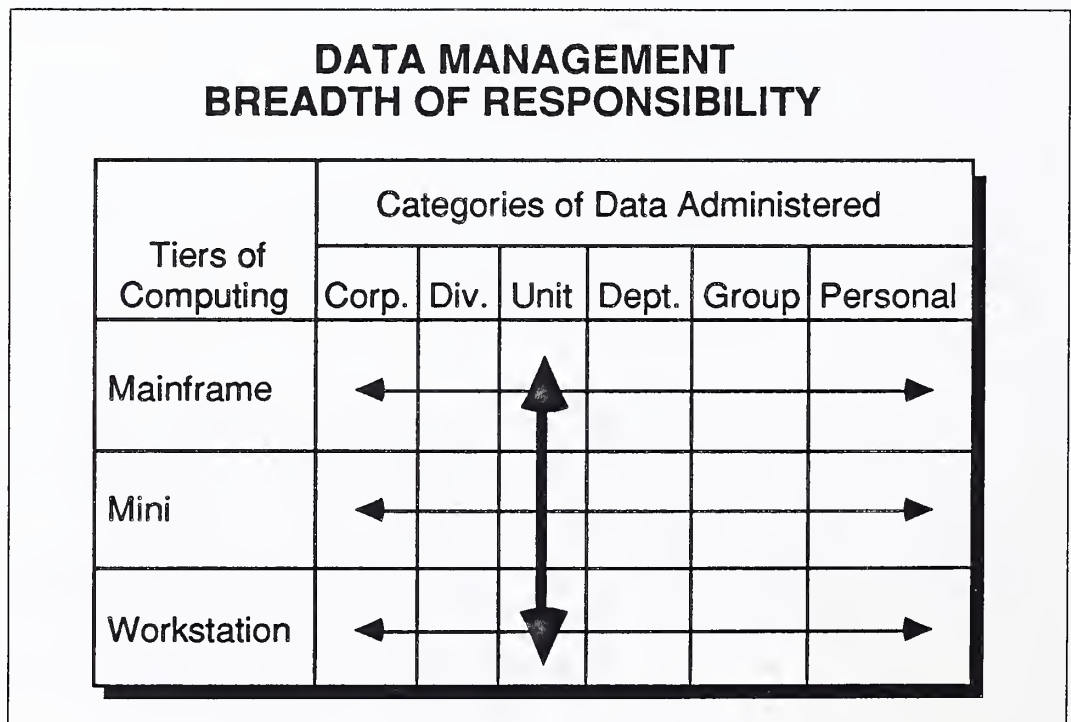 DATA MANAGEMENT
BREADTH OF RESPONSIBILITY
Categories of Data Administered
Tiers of
Computing
Corp. Div. Unit Dept. Group Personal
Mainframe
Mini
Workstation